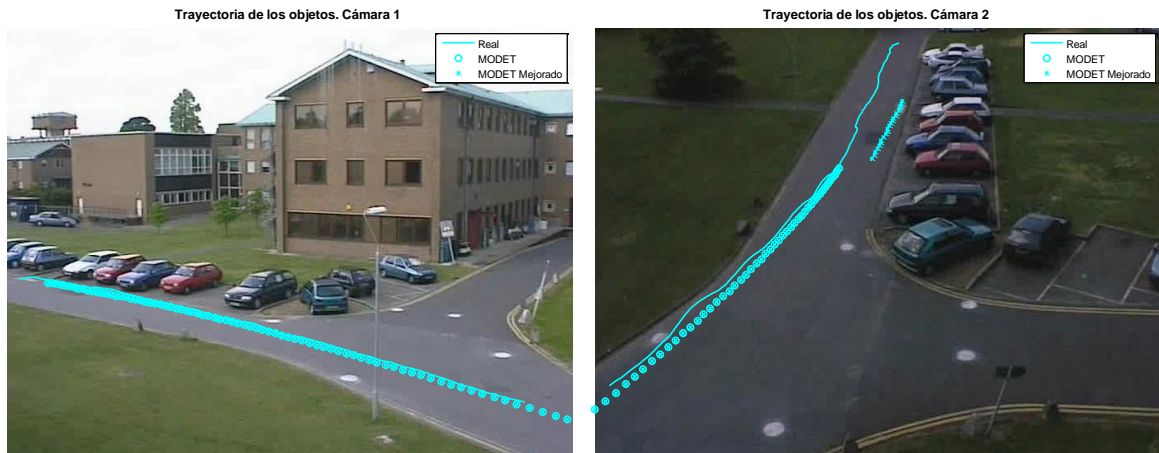 Trayectoria de los objetos. Cámara 1
Real
MODET
MODET Mejorado
Trayectoria de los objetos. Cámara 2
Real
MODET
MODET Mejorado